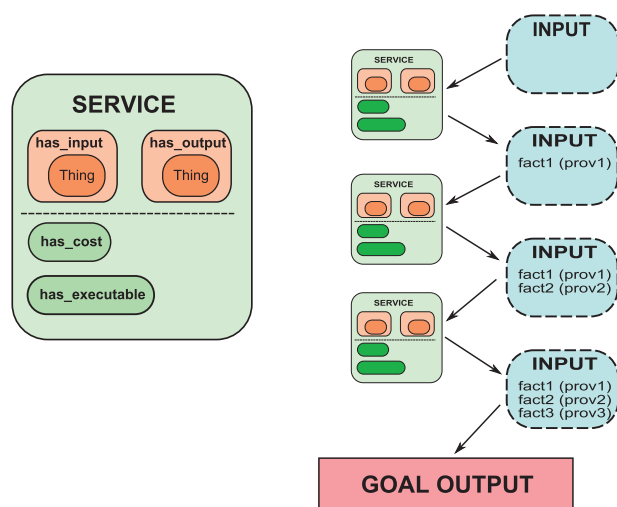 SERVICE
has_input
has_output
Thing
Thing
has_cost
has_executable
INPUT
SERVICE
INPUT
fact1 (prov1)
SERVICE
INPUT
fact1 (prov1)
fact2 (prov2)
SERVICE
INPUT
fact1 (prov1)
fact2 (prov2)
fact3 (prov3)
GOAL OUTPUT